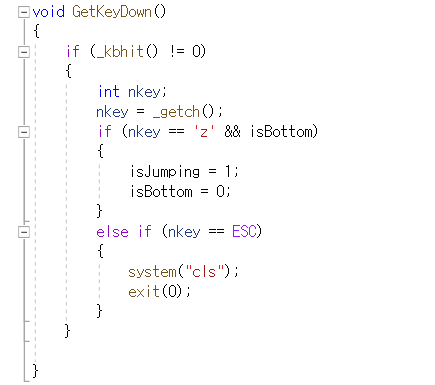 void GetKeyDown()
{
    if (_kbhit() != 0)
    {
        int nkey;
        nkey = _getch();
        if (nkey == 'z' && isBottom)
        {
            isJumping = 1;
            isBottom = 0;
        }
        else if (nkey == ESC)
        {
            system("cls");
            exit(0);
        }
    }

}